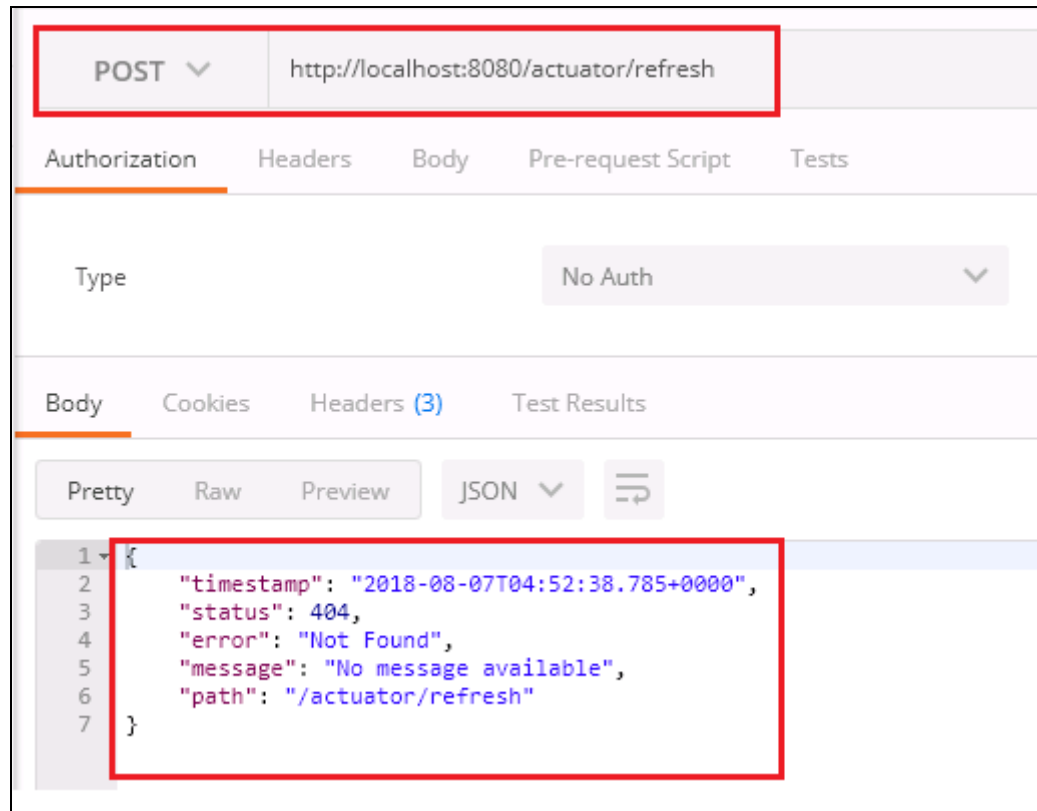 POST http://localhost:8080/actuator/refresh
Authorization Headers Body Pre-request Script Tests
Type No Auth
Body Cookies Headers (3) Test Results
Pretty Raw Preview JSON
1 {
2 "timestamp": "2018-08-07T04:52:38.785+0000",
3 "status": 404,
4 "error": "Not Found",
5 "message": "No message available",
6 "path": "/actuator/refresh"
7 }